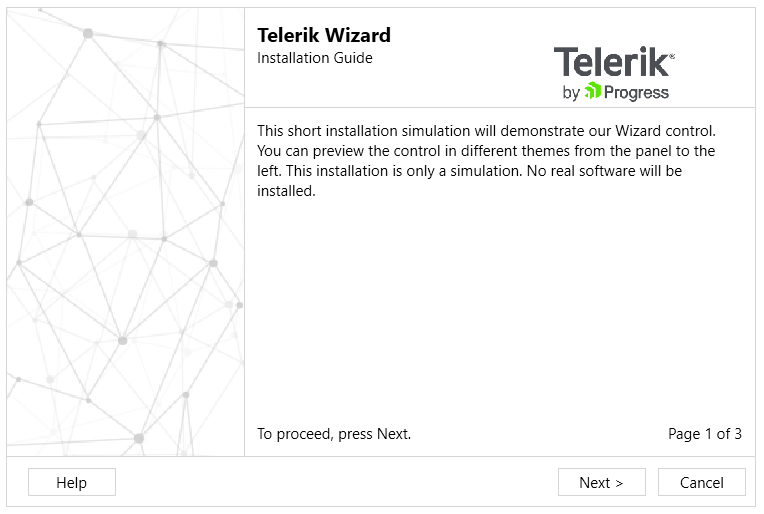 Telerik Wizard
Installation Guide
Telerik®
by Progress
This short installation simulation will demonstrate our Wizard control.
You can preview the control in different themes from the panel to the
left. This installation is only a simulation. No real software will be
installed.
To proceed, press Next.
Page 1 of 3
Help
Next >
Cancel